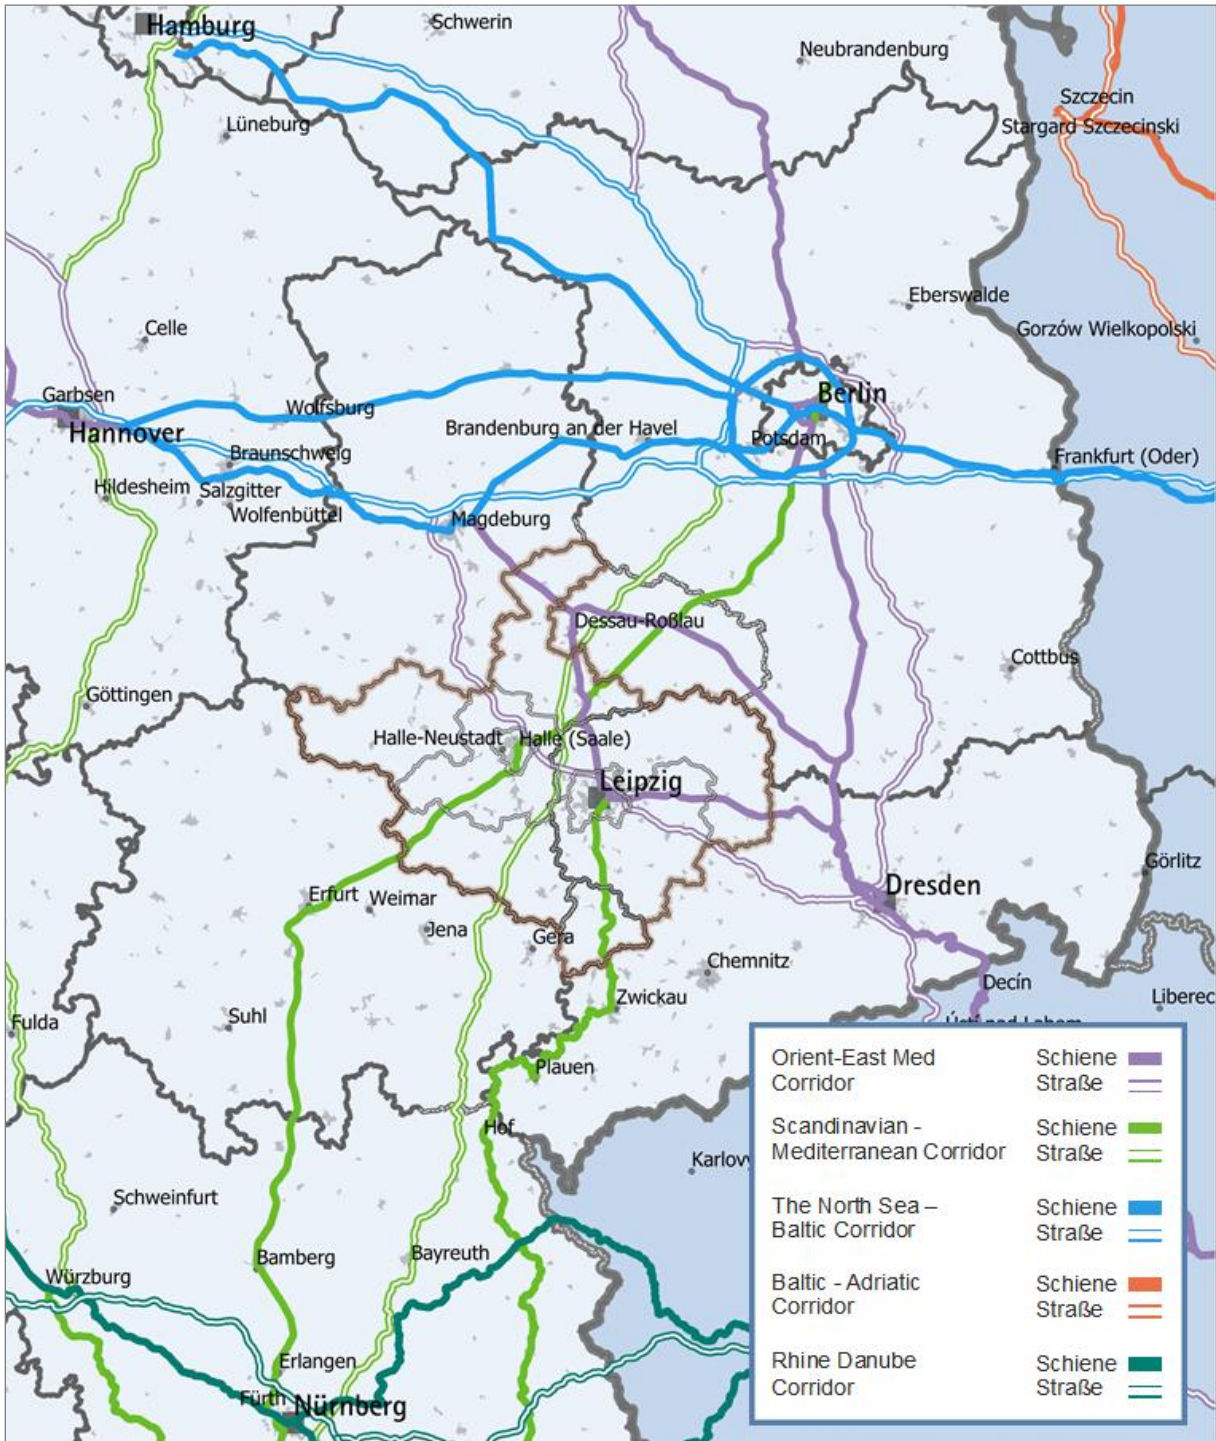 Hamburg
Schwerin
Neubrandenburg
Szczecin
Stargard Szczecinski
Lüneburg
Eberswalde
Celle
Gorzów Wielkopolski
Garbsen
Wolfsburg
Berlin
Hannover
Brandenburg an der Havel
Potsdam
Braunschweig
Frankfurt (Oder)
Hildesheim
Salzgitter
Wolfenbüttel
Magdeburg
Dessau-Roßlau
Cottbus
Göttingen
Halle-Neustadt
Halle (Saale)
Leipzig
Görlitz
Dresden
Erfurt
Weimar
Jena
Gera
Chemnitz
Decín
Zwickau
Liberec
Suhl
Fulda
Plauen
Hof
Karlovy
Schweinfurt
Bamberg
Bayreuth
Würzburg
Erlangen
Fürth
Nürnberg
Orient-East Med Schiene
Corridor Straße
Scandinavian - Schiene
Mediterranean Corridor Straße
The North Sea – Schiene
Baltic Corridor Straße
Baltic - Adriatic Schiene
Corridor Straße
Rhine Danube Schiene
Corridor Straße